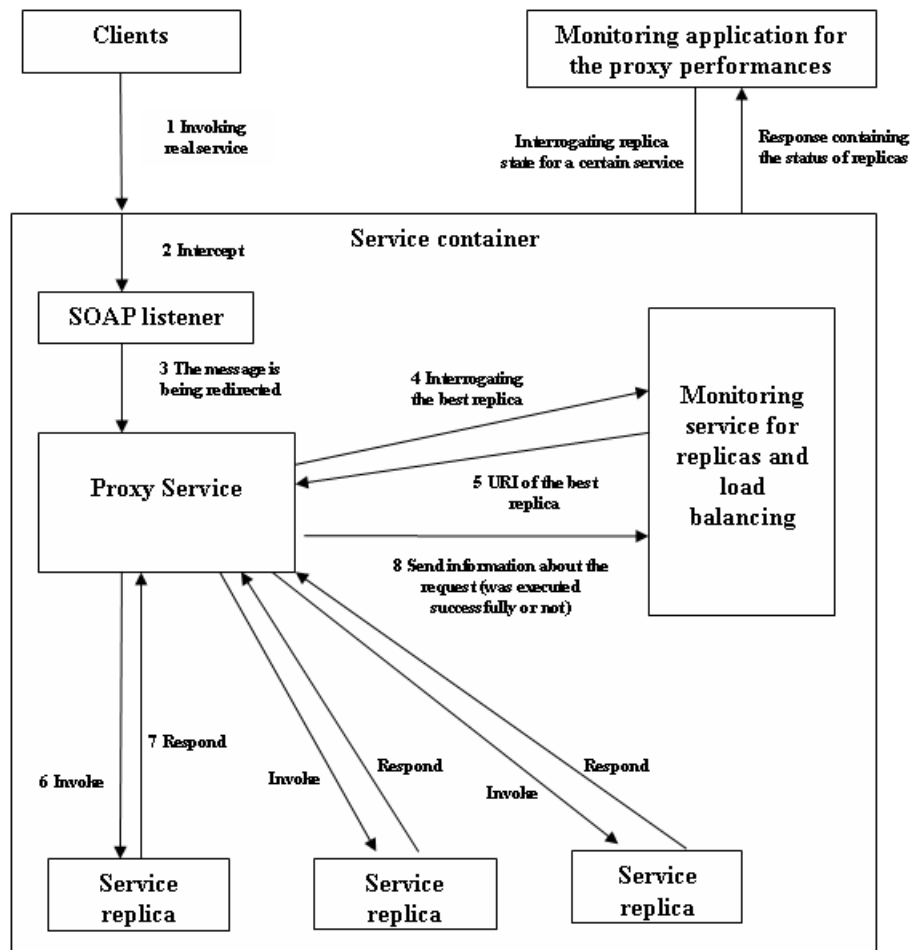 Clients
Monitoring application for
the proxy performances
1 Invoking
real service
Interrogating replica
state for a certain service
Response containing
the status of replicas
Service container
2 Intercept
SOAP listener
3 The message is
being redirected
4 Interrogating
the best replica
Monitoring
service for
replicas and
load
balancing
Proxy Service
5 URI of the best
replica
8 Send information about the
request (was executed
successfully or not)
7 Respond
6 Invoke
Invoke
Respond
Invoke
Respond
Service
replica
Service
replica
Service
replica